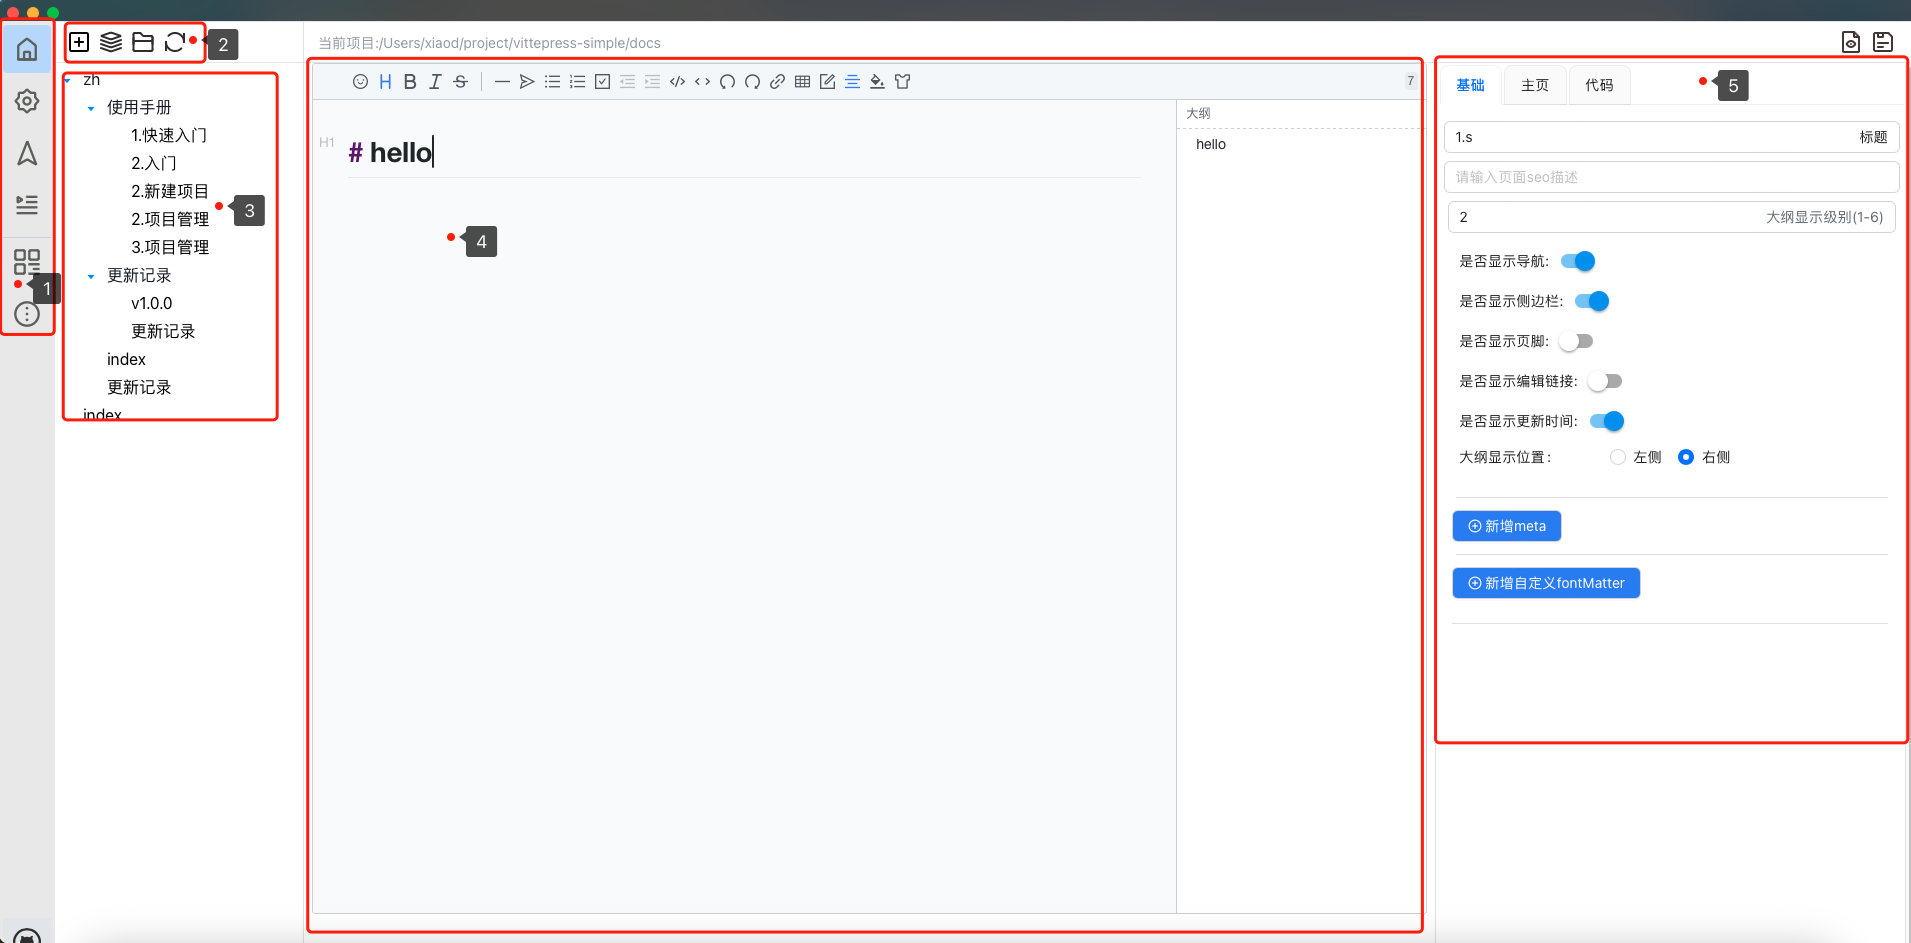 2
当前项目:/Users/xiaod/project/vittepress-simple/docs
zh
使用手册
1.快速入门
2.入门
2.新建项目
2.项目管理
3.项目管理
3
更新记录
v1.0.0
更新记录
index
更新记录
index
1
7
H1
# hello
4
大纲
hello
基础
主页
代码
5
1.s 标题
请输入页面seo描述
2 大纲显示级别(1-6)
是否显示导航:
是否显示侧边栏:
是否显示页脚:
是否显示编辑链接:
是否显示更新时间:
大纲显示位置: 左侧 右侧
新增meta
新增自定义fontMatter